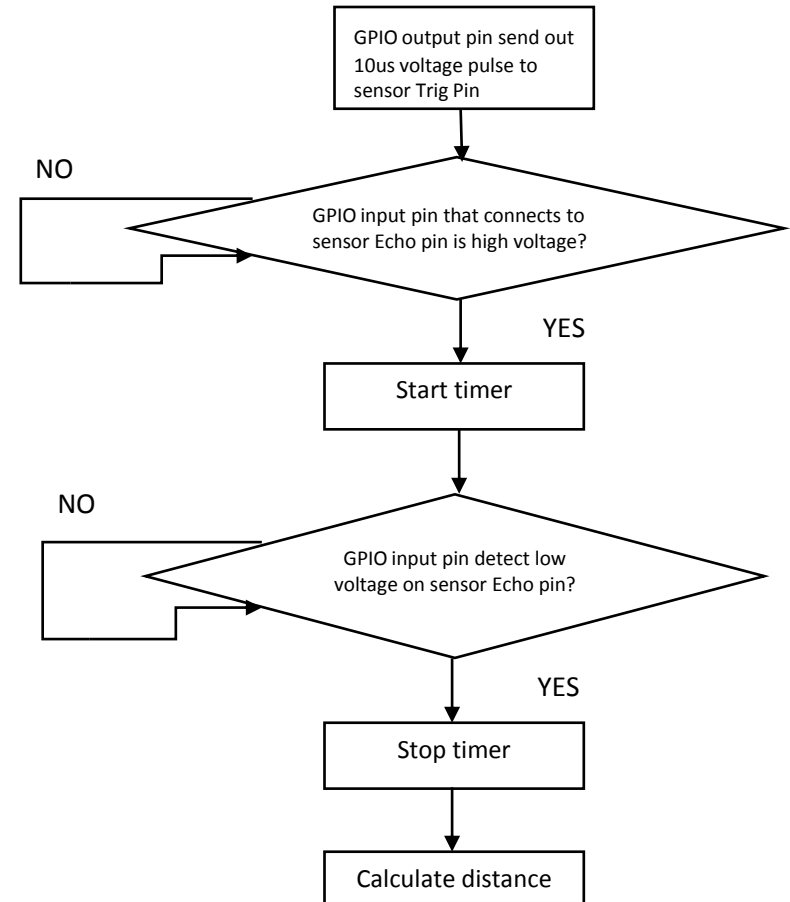 GPIO output pin send out
10us voltage pulse to
sensor Trig Pin
NO
GPIO input pin that connects to
sensor Echo pin is high voltage?
YES
Start timer
NO
GPIO input pin detect low
voltage on sensor Echo pin?
YES
Stop timer
Calculate distance